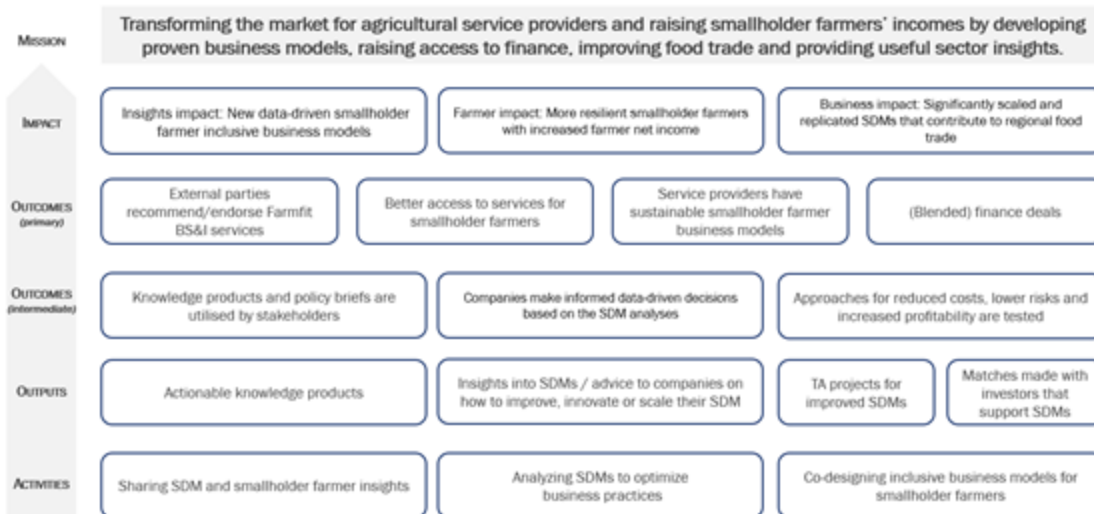 MISSION
Transforming the market for agricultural service providers and raising smallholder farmers' incomes by developing
proven business models, raising access to finance, improving food trade and providing useful sector insights.
IMPACT
Insights impact: New data-driven smallholder
farmer inclusive business models
Farmer impact: More resilient smallholder farmers
with increased farmer net income
Business impact: Significantly scaled and
replicated SDMs that contribute to regional food
trade
OUTCOMES
(primary)
External parties
recommend/endorse Farmfit
BS&I services
Better access to services for
smallholder farmers
Service providers have
sustainable smallholder farmer
business models
(Blended) finance deals
OUTCOMES
(intermediate)
Knowledge products and policy briefs are
utilised by stakeholders
Companies make informed data-driven decisions
based on the SDM analyses
Approaches for reduced costs, lower risks and
increased profitability are tested
OUTPUTS
Actionable knowledge products
Insights into SDMs / advice to companies on
how to improve, innovate or scale their SDM
TA projects for
improved SDMs
Matches made with
investors that
support SDMs
ACTIVITIES
Sharing SDM and smallholder farmer insights
Analyzing SDMs to optimize
business practices
Co-designing inclusive business models for
smallholder farmers